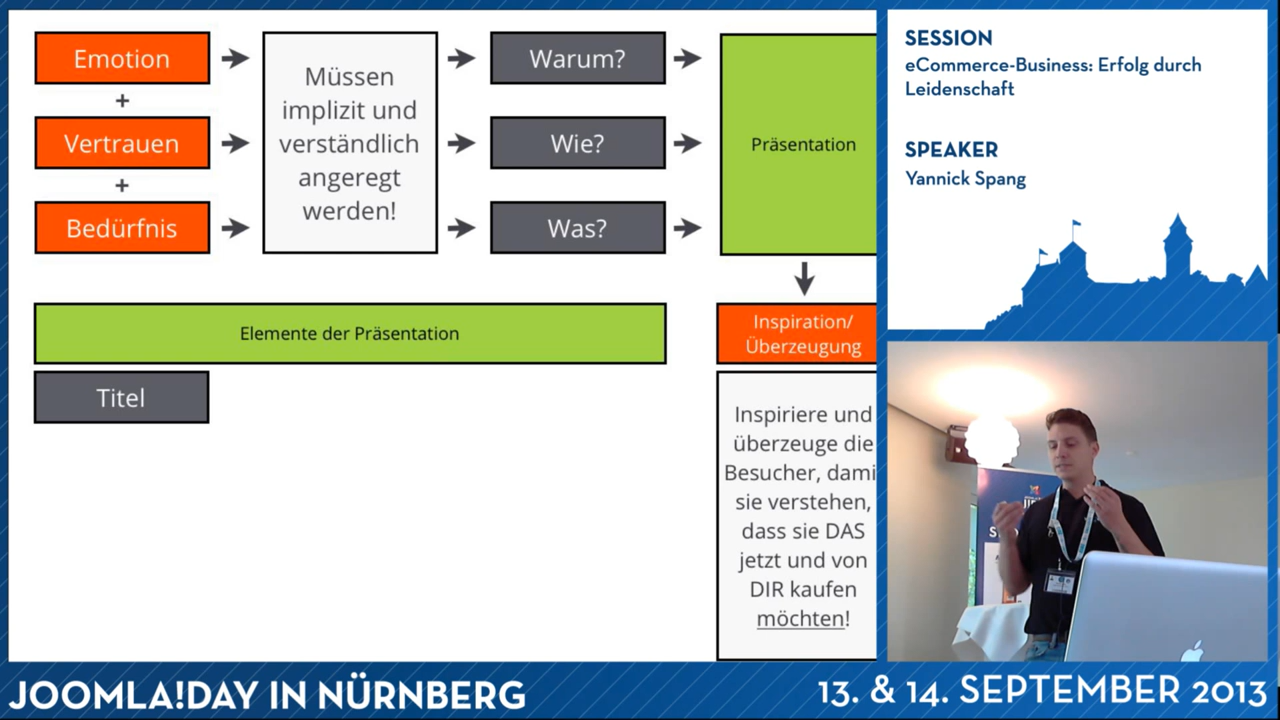 Emotion
+
Vertrauen
+
Bedürfnis
Müssen
implizit und
verständlich
angeregt
werden!
Warum?
Wie?
Was?
Präsentation
Elemente der Präsentation
Titel
Inspiration/
Überzeugung
Inspiriere und
überzeuge die
Besucher, dami
sie verstehen,
dass sie DAS
jetzt und von
DIR kaufen
möchten!
SESSION
eCommerce-Business: Erfolg durch
Leidenschaft
SPEAKER
Yannick Spang
JOOMLA!DAY IN NÜRNBERG
13. & 14. SEPTEMBER 2013